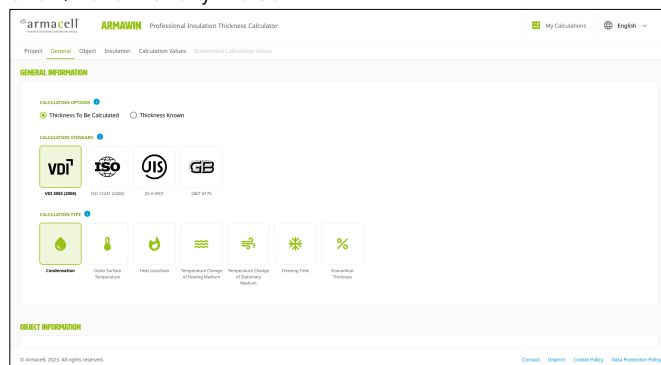 armacell
ARMAWIN Professional Insulation Thickness Calculator
My Calculations
English
Project General Object Insulation Calculation Values Economical Calculation Values
GENERAL INFORMATION
CALCULATION OPTIONS
Thickness To Be Calculated Thickness Known
CALCULATION STANDARD
VDI ISO JIS GB
VDI 2055 (2008) ISO 12241 (2008) JIS A 9501 GB/T 8175
CALCULATION TYPE
Condensation Outer Surface Heat Loss/Gain Temperature Change Temperature Change Freezing Time Economical
Temperature of Flowing Medium of Stationary Thickness
Medium
OBJECT INFORMATION
© Armacell, 2023. All rights reserved. Contact Imprint Cookie Policy Data Protection Policy